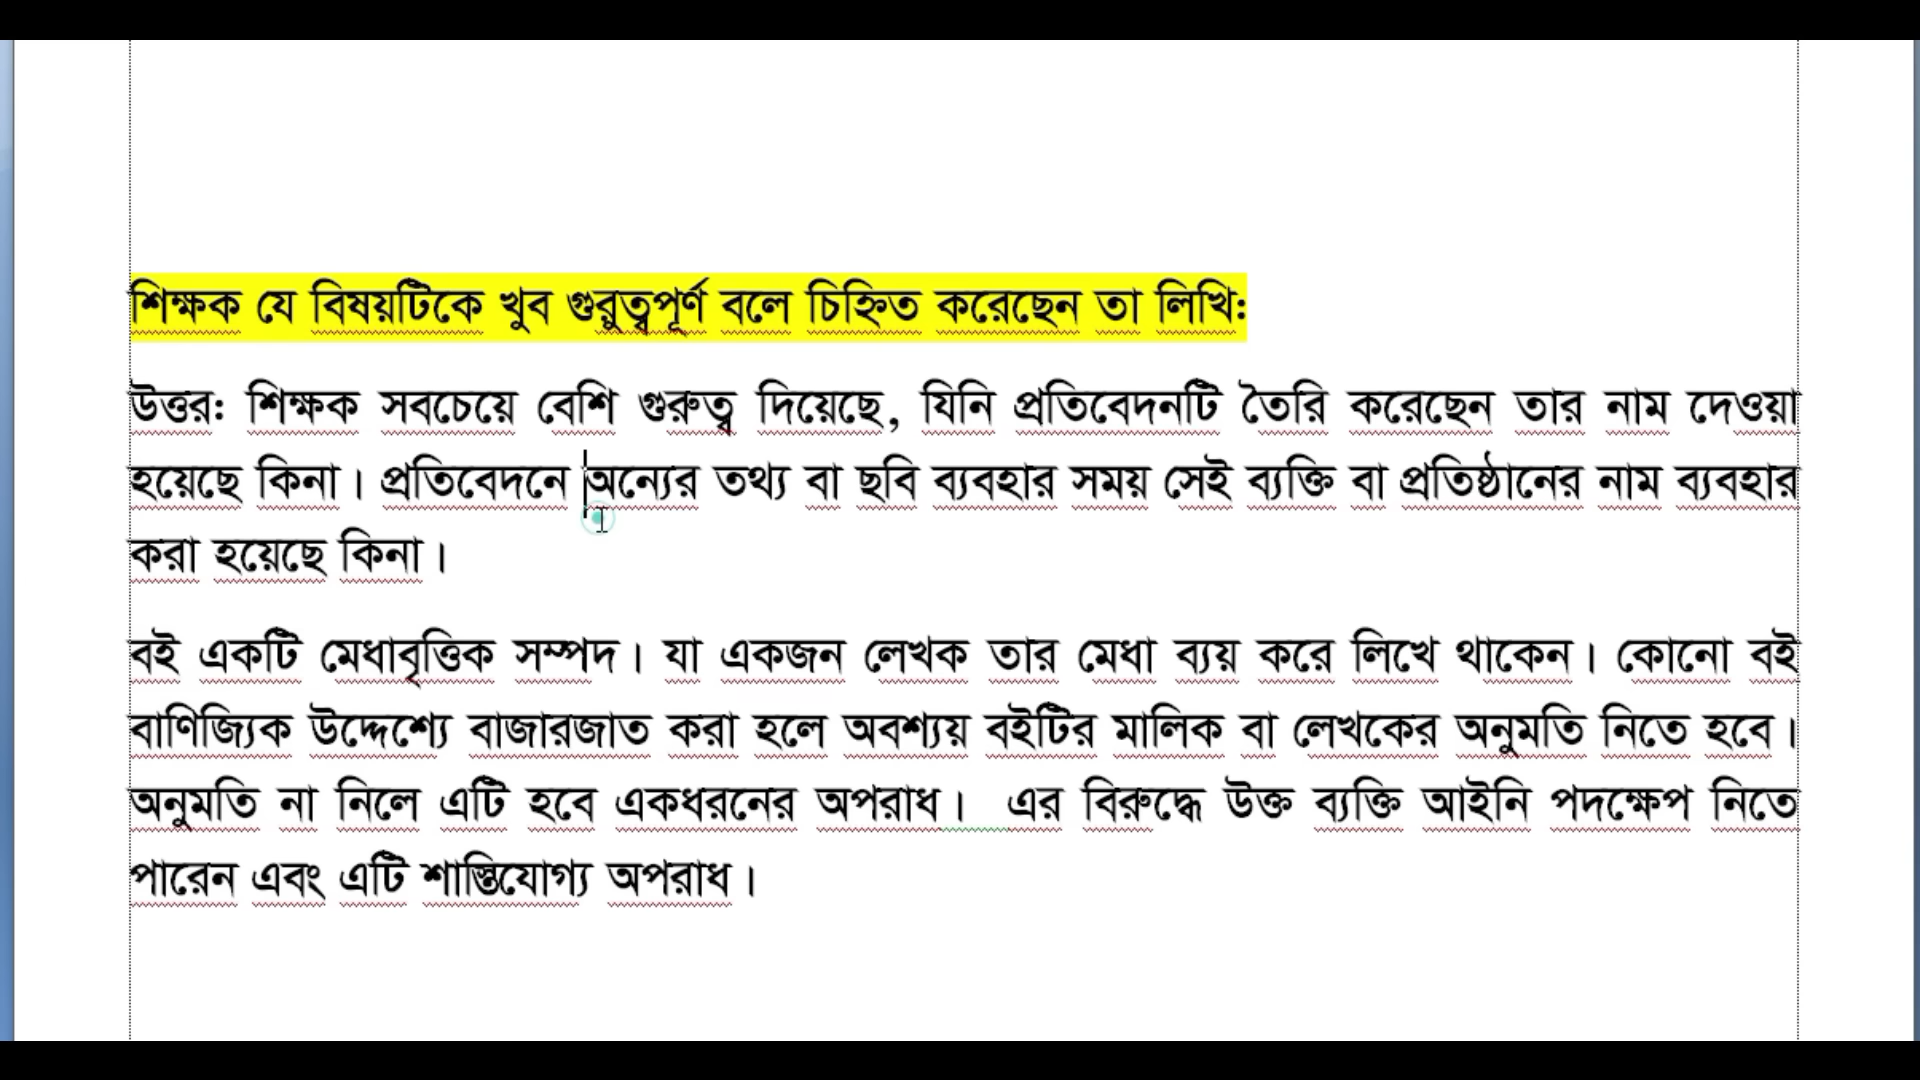 শিক্ষক যে বিষয়টিকে খুব গুরুত্বপূর্ণ বলে চিহ্নিত করেছেন তা লিখি:
উত্তর: শিক্ষক সবচেয়ে বেশি গুরুত্ব দিয়েছে, যিনি প্রতিবেদনটি তৈরি করেছেন তার নাম দেওয়া
হয়েছে কিনা। প্রতিবেদনে অন্যের তথ্য বা ছবি ব্যবহার সময় সেই ব্যক্তি বা প্রতিষ্ঠানের নাম ব্যবহার
করা হয়েছে কিনা।
বই একটি মেধাবৃত্তিক সম্পদ। যা একজন লেখক তার মেধা ব্যয় করে লিখে থাকেন। কোনো বই
বাণিজ্যিক উদ্দেশ্যে বাজারজাত করা হলে অবশ্যয় বইটির মালিক বা লেখকের অনুমতি নিতে হবে।
অনুমতি না নিলে এটি হবে একধরনের অপরাধ। এর বিরুদ্ধে উক্ত ব্যক্তি আইনি পদক্ষেপ নিতে
পারেন এবং এটি শাস্তিযোগ্য অপরাধ।